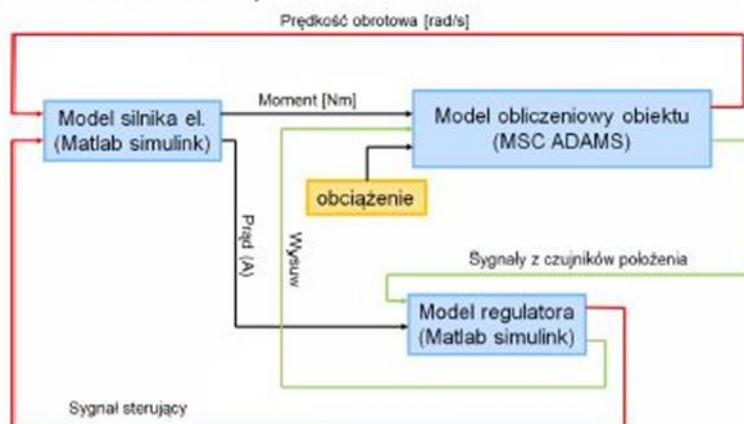 Prędkość obrotowa [rad/s]
Model silnika el.
(Matlab simulink)
Moment [Nm]
Model obliczeniowy obiektu
(MSC ADAMS)
obciążenie
Prąd (A)
Wysuw
Sygnały z czujników położenia
Model regulatora
(Matlab simulink)
Sygnał sterujący